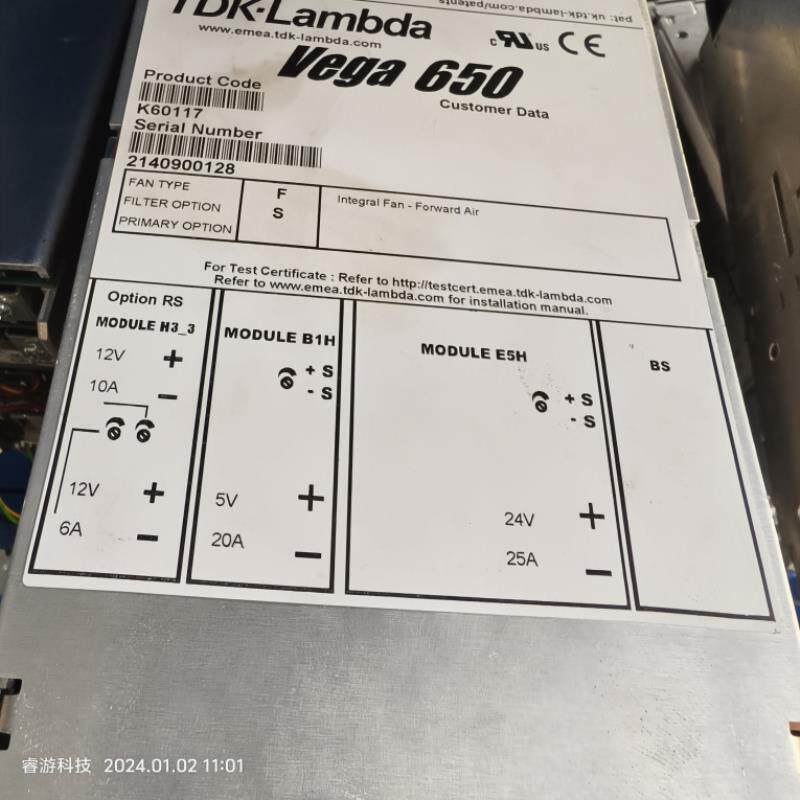 pat: uk.tdk-lambda.com/patents
TDK-Lambda
www.emea.tdk-lambda.com
c RU US CE
Vega 650
Product Code
Customer Data
K60117
Serial Number
2140900128
FAN TYPE F Integral Fan - Forward Air
FILTER OPTION S
PRIMARY OPTION
For Test Certificate : Refer to http://testcert.emea.tdk-lambda.com
Refer to www.emea.tdk-lambda.com for installation manual.
Option RS
MODULE H3_3
12V +
10A -
12V +
6A -
MODULE B1H
+ S
- S
5V +
20A -
MODULE E5H
+ S
- S
24V +
25A -
BS
睿游科技 2024.01.02 11:01